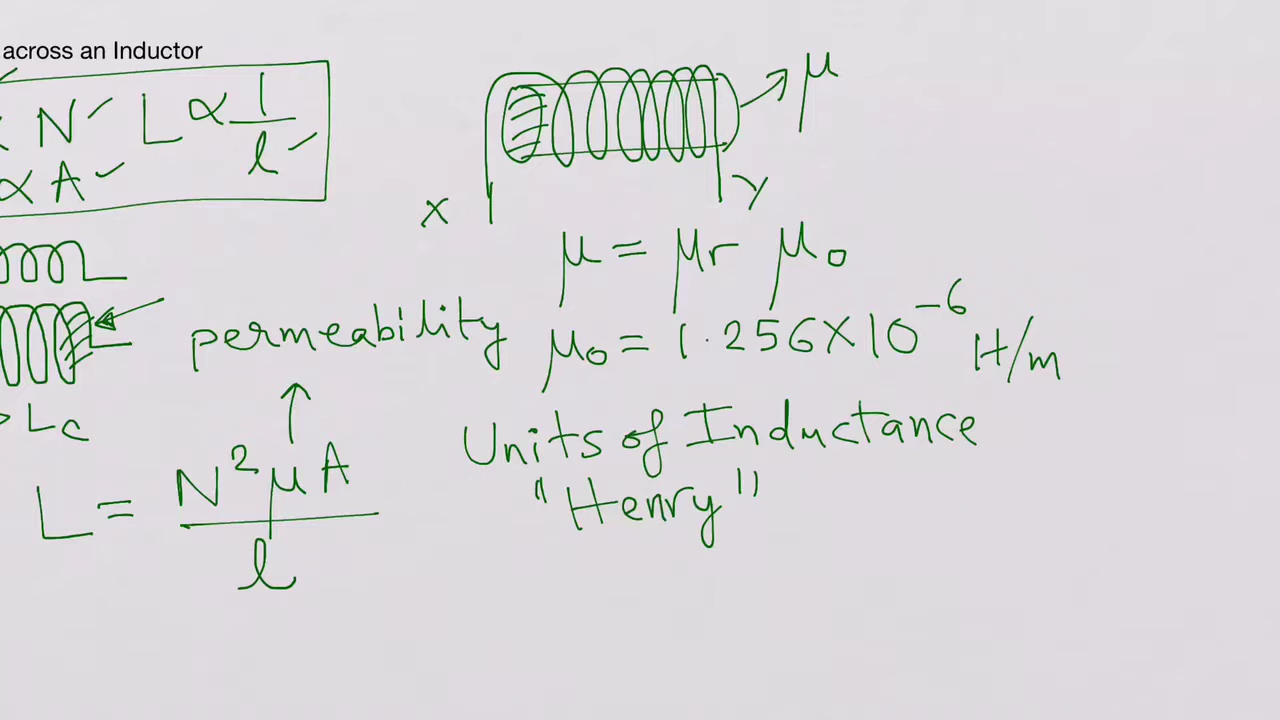 across an Inductor
∝ N L ∝ 1/l
∝ A
μ
x y
μ = μr μ₀
permeability
μ₀ = 1.256×10⁻⁶ H/m
Lc
Units of Inductance
"Henry"
L = N²μA / l